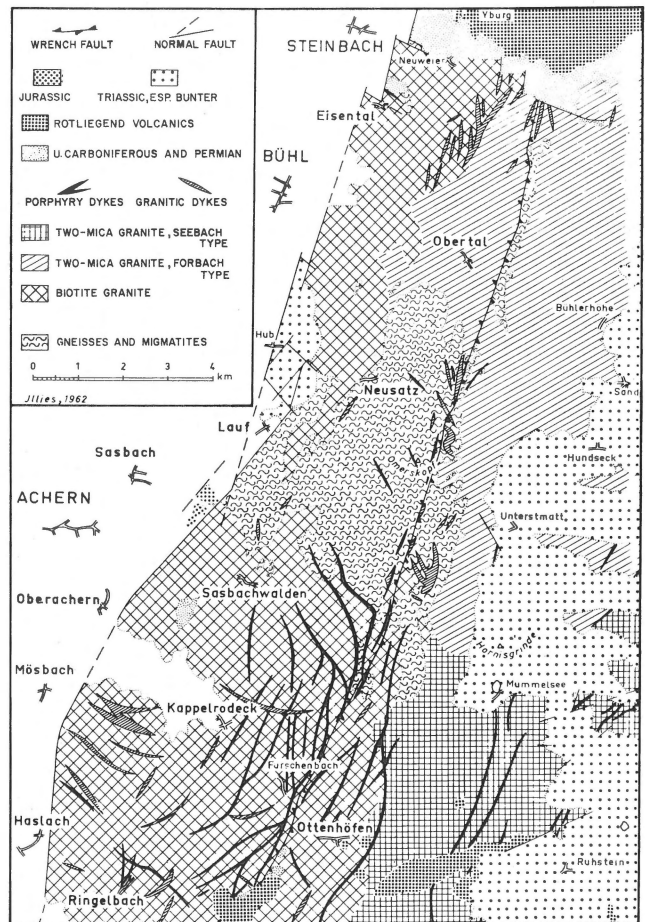 WRENCH FAULT
NORMAL FAULT
JURASSIC
TRIASSIC, ESP. BUNTER
ROTLIEGEND VOLCANICS
U. CARBONIFEROUS AND PERMIAN
PORPHYRY DYKES
GRANITIC DYKES
TWO-MICA GRANITE, SEEBACH
TYPE
TWO-MICA GRANITE, FORBACH
TYPE
BIOTITE GRANITE
GNEISSES AND MIGMATITES
0 1 2 3 4
km
Jllies, 1962
STEINBACH
Yburg
Neuweier
Eisental
BÜHL
Obertal
Buhlerhohe
Hub
Neusatz
Sand
Lauf
Hundseck
Sasbach
Omerskopf
ACHERN
Unterstmatt
Oberachern
Sasbachwalden
Hornisgrinde
Mösbach
Mummelsee
Kappelrodeck
Furschenbach
Haslach
Ottenhöfen
Ruhstein
Ringelbach